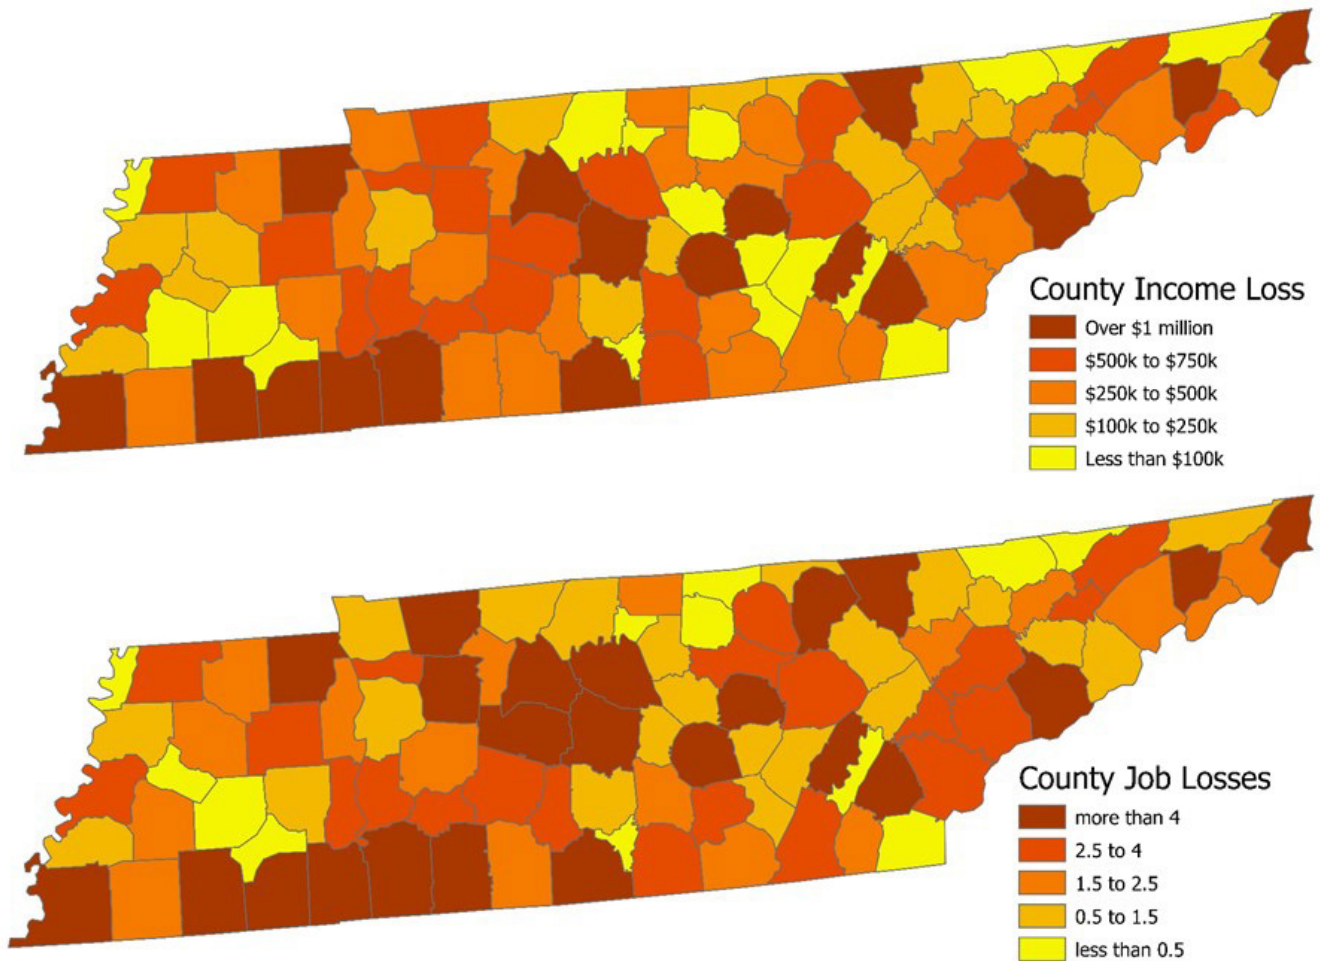 County Income Loss
Over $1 million
$500k to $750k
$250k to $500k
$100k to $250k
Less than $100k
County Job Losses
more than 4
2.5 to 4
1.5 to 2.5
0.5 to 1.5
less than 0.5